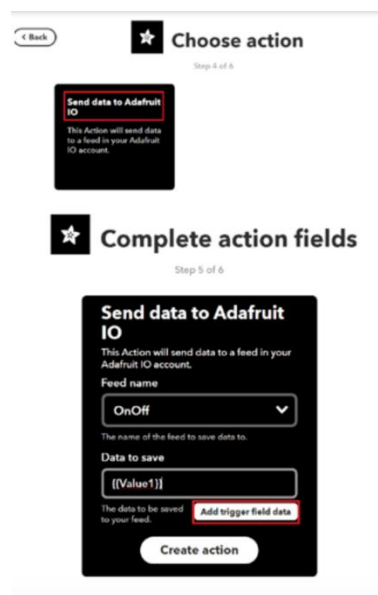 < Back
Choose action
Step 4 of 6
Send data to Adafruit
IO
This Action will send data
to a feed in your Adafruit
IO account.
Complete action fields
Step 5 of 6
Send data to Adafruit
IO
This Action will send data to a feed in your
Adafruit IO account.
Feed name
OnOff
The name of the feed to save data to.
Data to save
{{Value1}}
The data to be saved
to your feed.
Add trigger field data
Create action